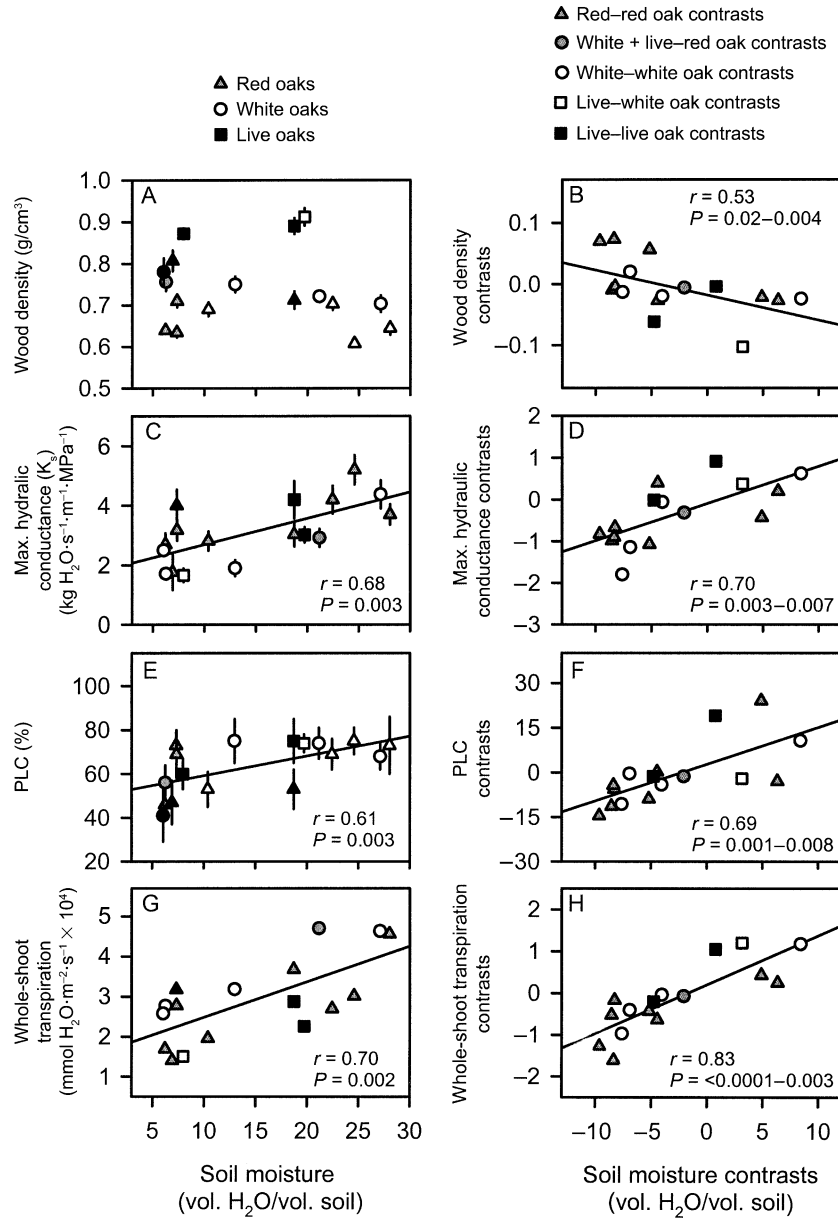 Red–red oak contrasts
White + live–red oak contrasts
White–white oak contrasts
Live–white oak contrasts
Live–live oak contrasts
Red oaks
White oaks
Live oaks
A
Wood density (g/cm³)
1.0
0.9
0.8
0.7
0.6
0.5
B
r = 0.53
P = 0.02–0.004
Wood density
contrasts
0.1
0.0
−0.1
C
Max. hydralic
conductance (Kₛ)
(kg H₂O·s⁻¹·m⁻¹·MPa⁻¹)
6
4
2
0
r = 0.68
P = 0.003
D
Max. hydraulic
conductance contrasts
2
1
0
−1
−2
−3
r = 0.70
P = 0.003–0.007
E
PLC (%)
100
80
60
40
20
r = 0.61
P = 0.003
F
PLC
contrasts
30
15
0
−15
−30
r = 0.69
P = 0.001–0.008
G
Whole-shoot
transpiration
(mmol H₂O·m⁻²·s⁻¹ × 10⁴)
5
4
3
2
1
r = 0.70
P = 0.002
5 10 15 20 25 30
Soil moisture
(vol. H₂O/vol. soil)
H
Whole-shoot transpiration
contrasts
2
1
0
−1
−2
r = 0.83
P = <0.0001–0.003
−10 −5 0 5 10
Soil moisture contrasts
(vol. H₂O/vol. soil)